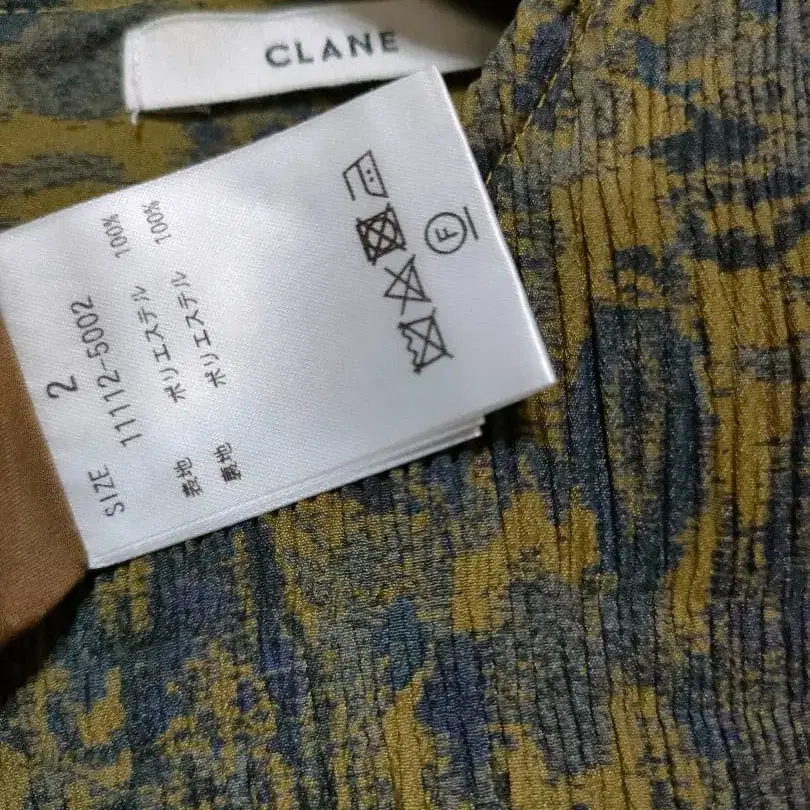 CLANE
SIZE 2
11112-5002
表地 ポリエステル 100%
裏地 ポリエステル 100%
F